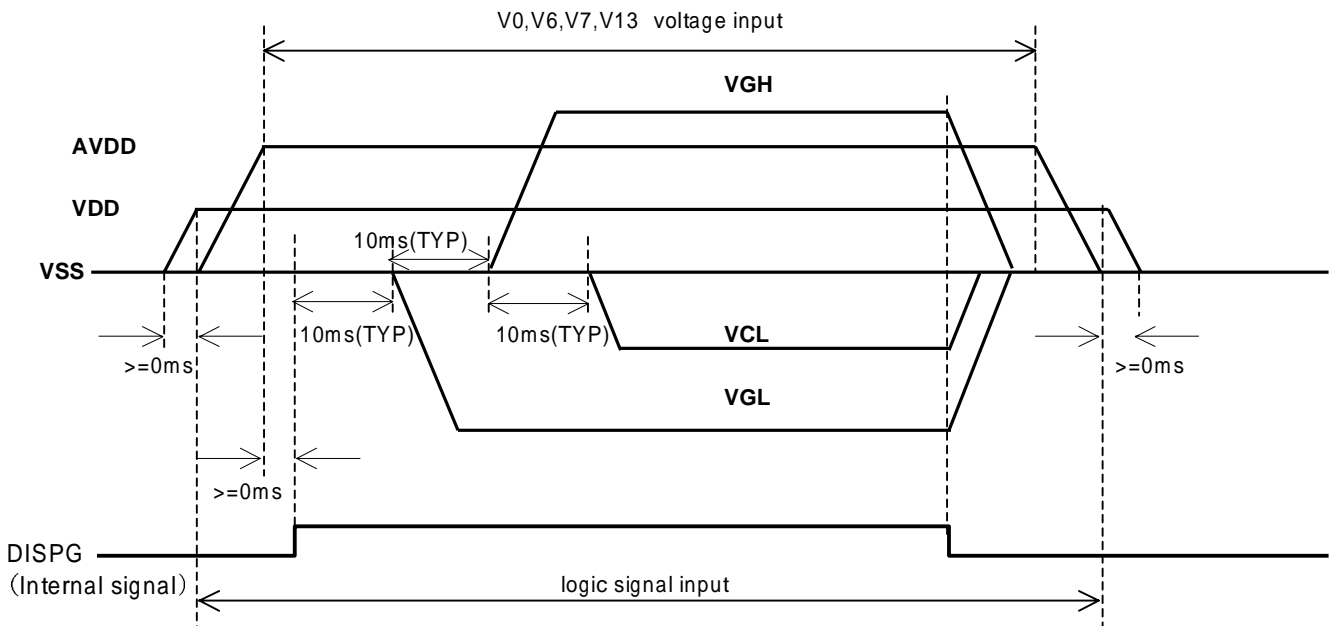 V0,V6,V7,V13 voltage input
VGH
AVDD
VDD
10ms(TYP)
VSS
10ms(TYP)
10ms(TYP)
VCL
>=0ms
>=0ms
VGL
>=0ms
DISPG
(Internal signal)
logic signal input